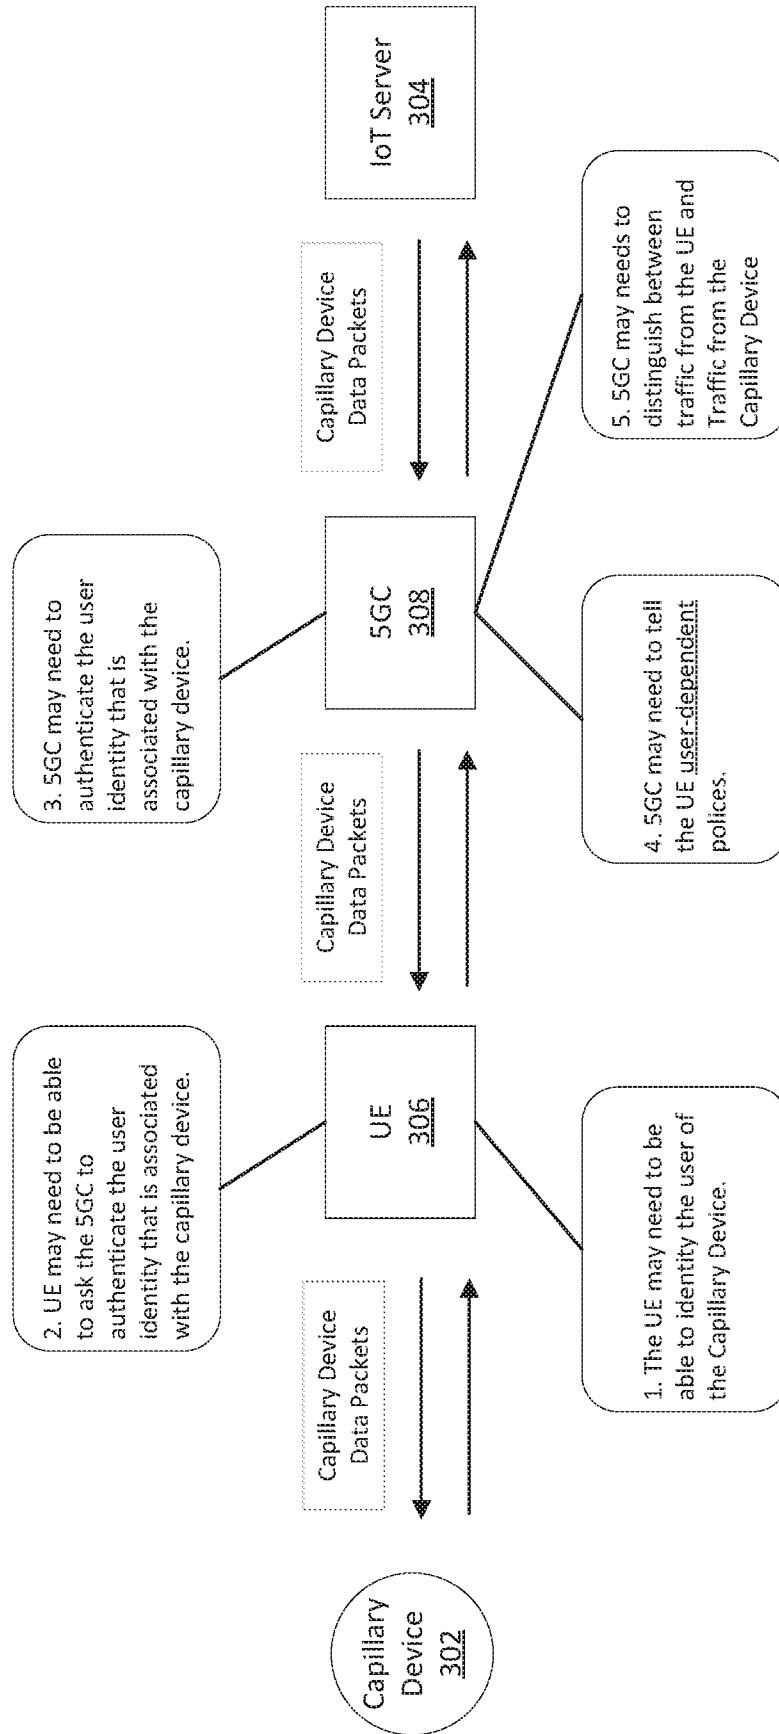 2. UE may need to be able
to ask the 5GC to
authenticate the user
identity that is associated
with the capillary device.
3. 5GC may need to
authenticate the user
identity that is
associated with the
capillary device.
Capillary
Device
302
Capillary Device
Data Packets
UE
306
Capillary Device
Data Packets
5GC
308
Capillary Device
Data Packets
IoT Server
304
1. The UE may need to be
able to identity the user of
the Capillary Device.
4. 5GC may need to tell
the UE user-dependent
polices.
5. 5GC may needs to
distinguish between
traffic from the UE and
Traffic from the
Capillary Device